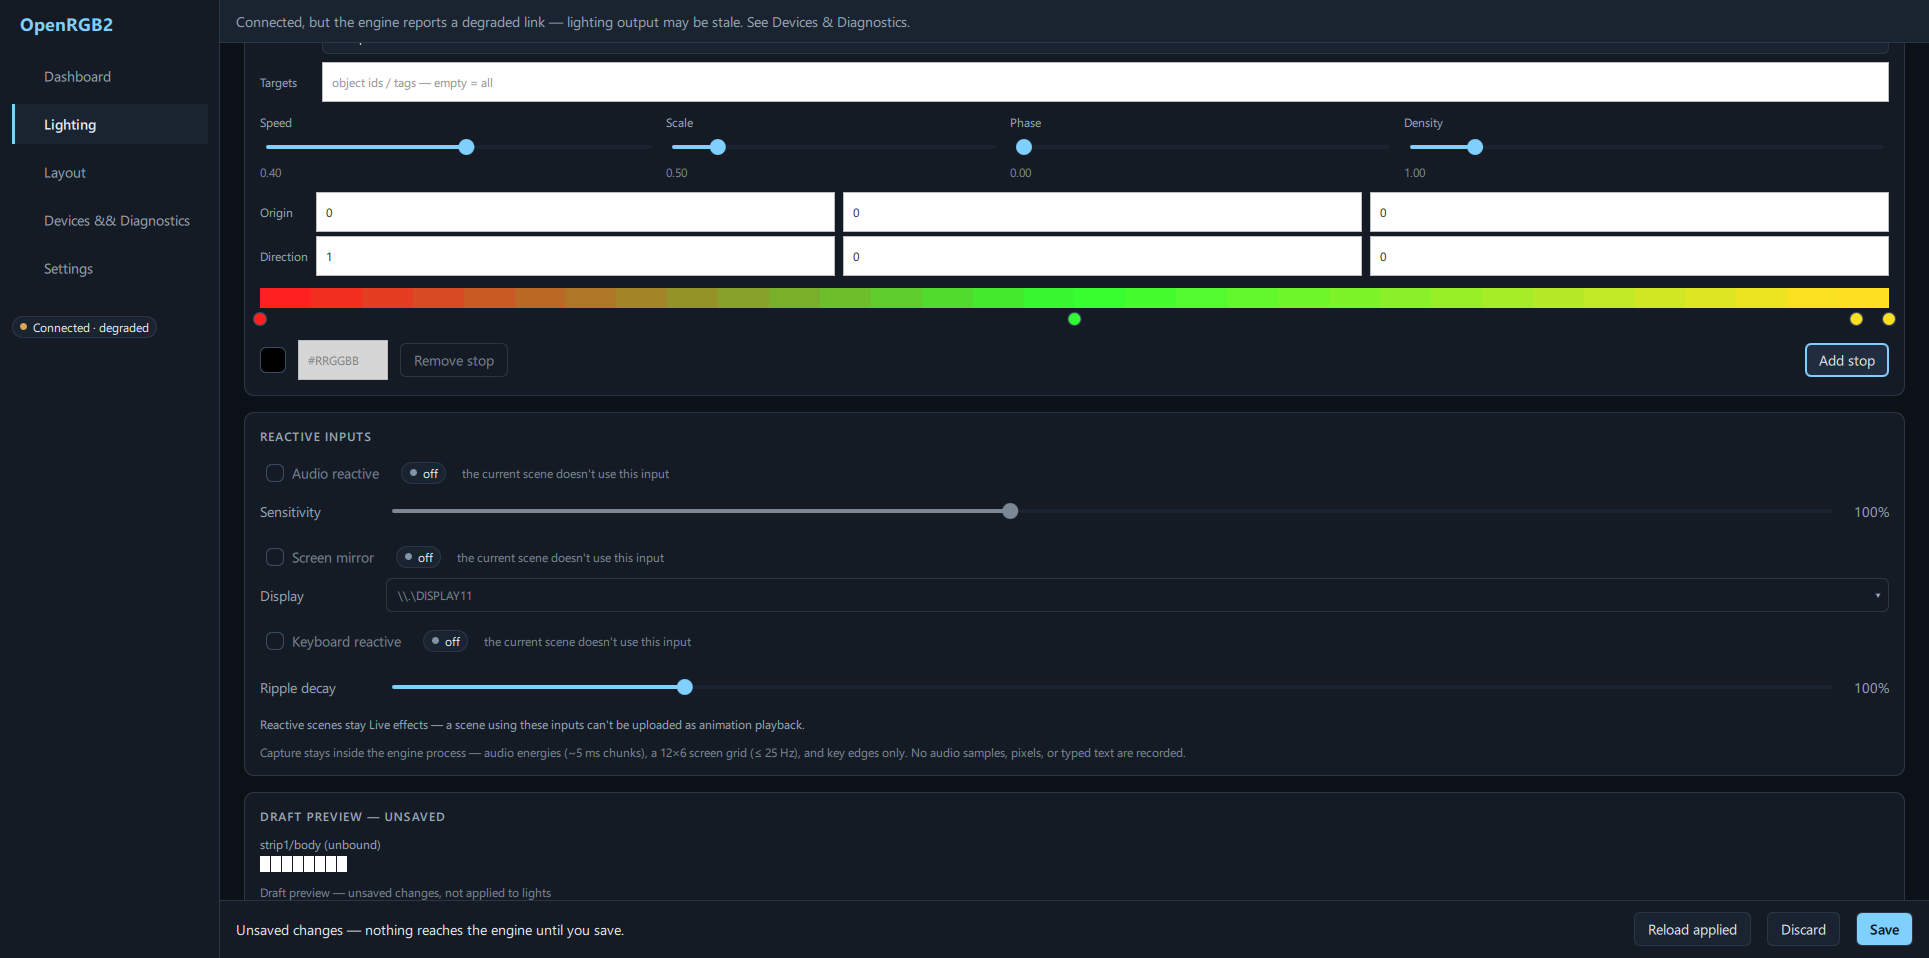 OpenRGB2
Dashboard
Lighting
Layout
Devices && Diagnostics
Settings
Connected · degraded
Connected, but the engine reports a degraded link — lighting output may be stale. See Devices & Diagnostics.
Targets
object ids / tags — empty = all
Speed Scale Phase Density
0.40 0.50 0.00 1.00
Origin 0 0 0
Direction 1 0 0
#RRGGBB Remove stop Add stop
REACTIVE INPUTS
Audio reactive off the current scene doesn't use this input
Sensitivity 100%
Screen mirror off the current scene doesn't use this input
Display \\.\DISPLAY11
Keyboard reactive off the current scene doesn't use this input
Ripple decay 100%
Reactive scenes stay Live effects — a scene using these inputs can't be uploaded as animation playback.
Capture stays inside the engine process — audio energies (~5 ms chunks), a 12×6 screen grid (≤ 25 Hz), and key edges only. No audio samples, pixels, or typed text are recorded.
DRAFT PREVIEW — UNSAVED
strip1/body (unbound)
Draft preview — unsaved changes, not applied to lights
Unsaved changes — nothing reaches the engine until you save.
Reload applied Discard Save